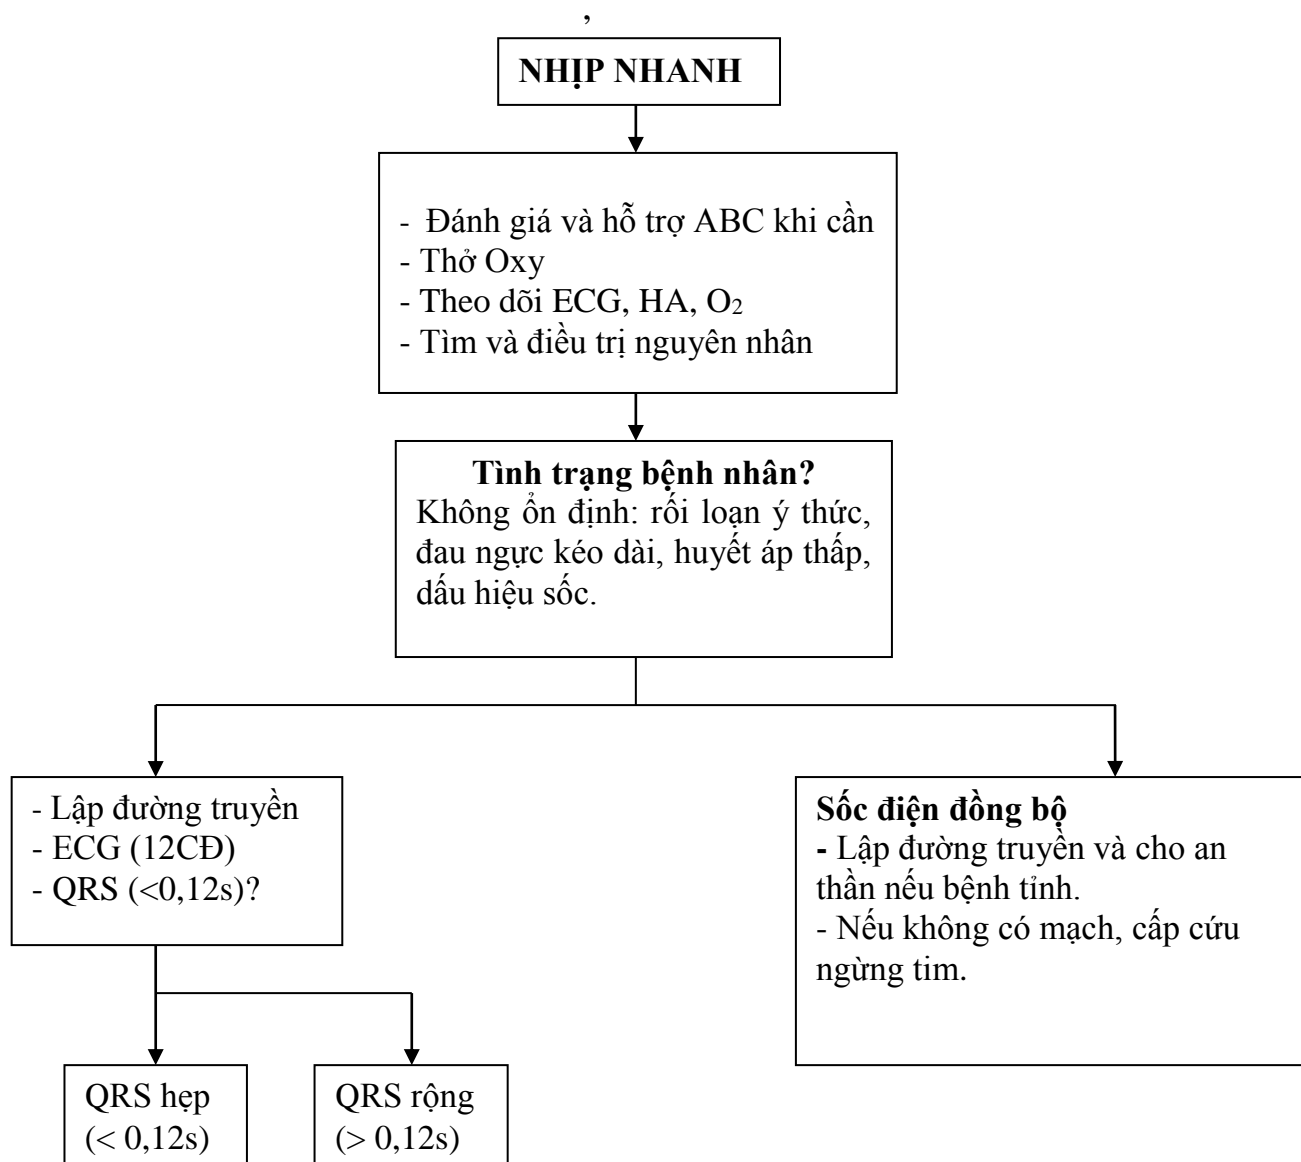 ,
NHỊP NHANH
- Đánh giá và hỗ trợ ABC khi cần
- Thở Oxy
- Theo dõi ECG, HA, O₂
- Tìm và điều trị nguyên nhân
Tình trạng bệnh nhân?
Không ổn định: rối loạn ý thức,
đau ngực kéo dài, huyết áp thấp,
dấu hiệu sốc.
- Lập đường truyền
- ECG (12CĐ)
- QRS (<0,12s)?
Sốc điện đồng bộ
- Lập đường truyền và cho an
thần nếu bệnh tỉnh.
- Nếu không có mạch, cấp cứu
ngừng tim.
QRS hẹp
(< 0,12s)
QRS rộng
(> 0,12s)